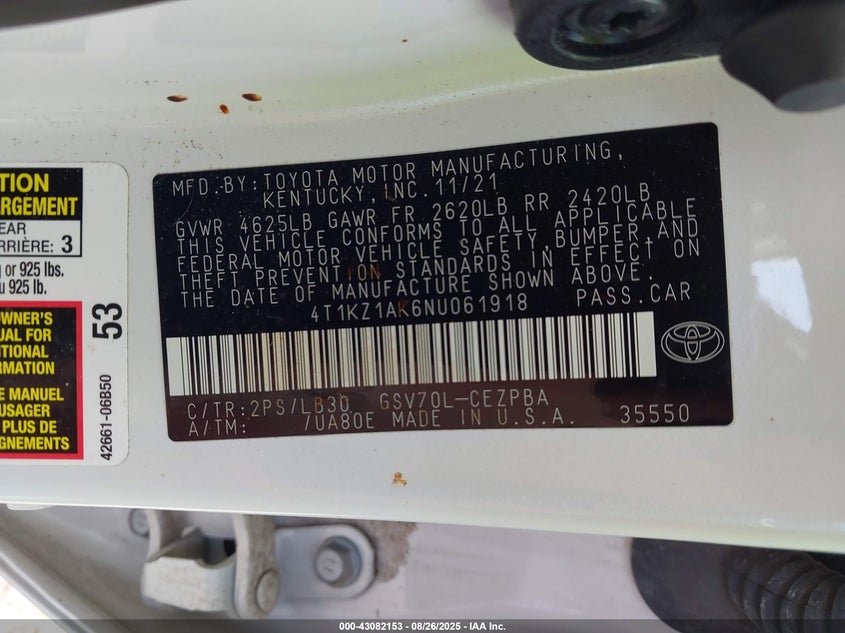 TION
ARGEMENT
EAR
RRIÈRE: 3
g or 925 lbs.
u 925 lb.
OWNER'S
UAL FOR
ITIONAL
RMATION
E MANUEL
USAGER
PLUS DE
IGNEMENTS
53
42661-06B50
MFD.BY:TOYOTA MOTOR MANUFACTURING,
KENTUCKY,INC.11/21
GVWR 4625LB GAWR FR 2620LB RR 2420LB
THIS VEHICLE CONFORMS TO ALL APPLICABLE
FEDERAL MOTOR VEHICLE SAFETY,BUMPER,AND
THEFT PREVENTION STANDARDS IN EFFECT ON
THE DATE OF MANUFACTURE SHOWN ABOVE.
4T1KZ1AK6NU061918 PASS.CAR
C/TR:2PS/LB30 GSV70L-CEZPBA
A/TM: /UA80E MADE IN U.S.A. 35550
000-43082153 - 08/26/2025 - IAA Inc.